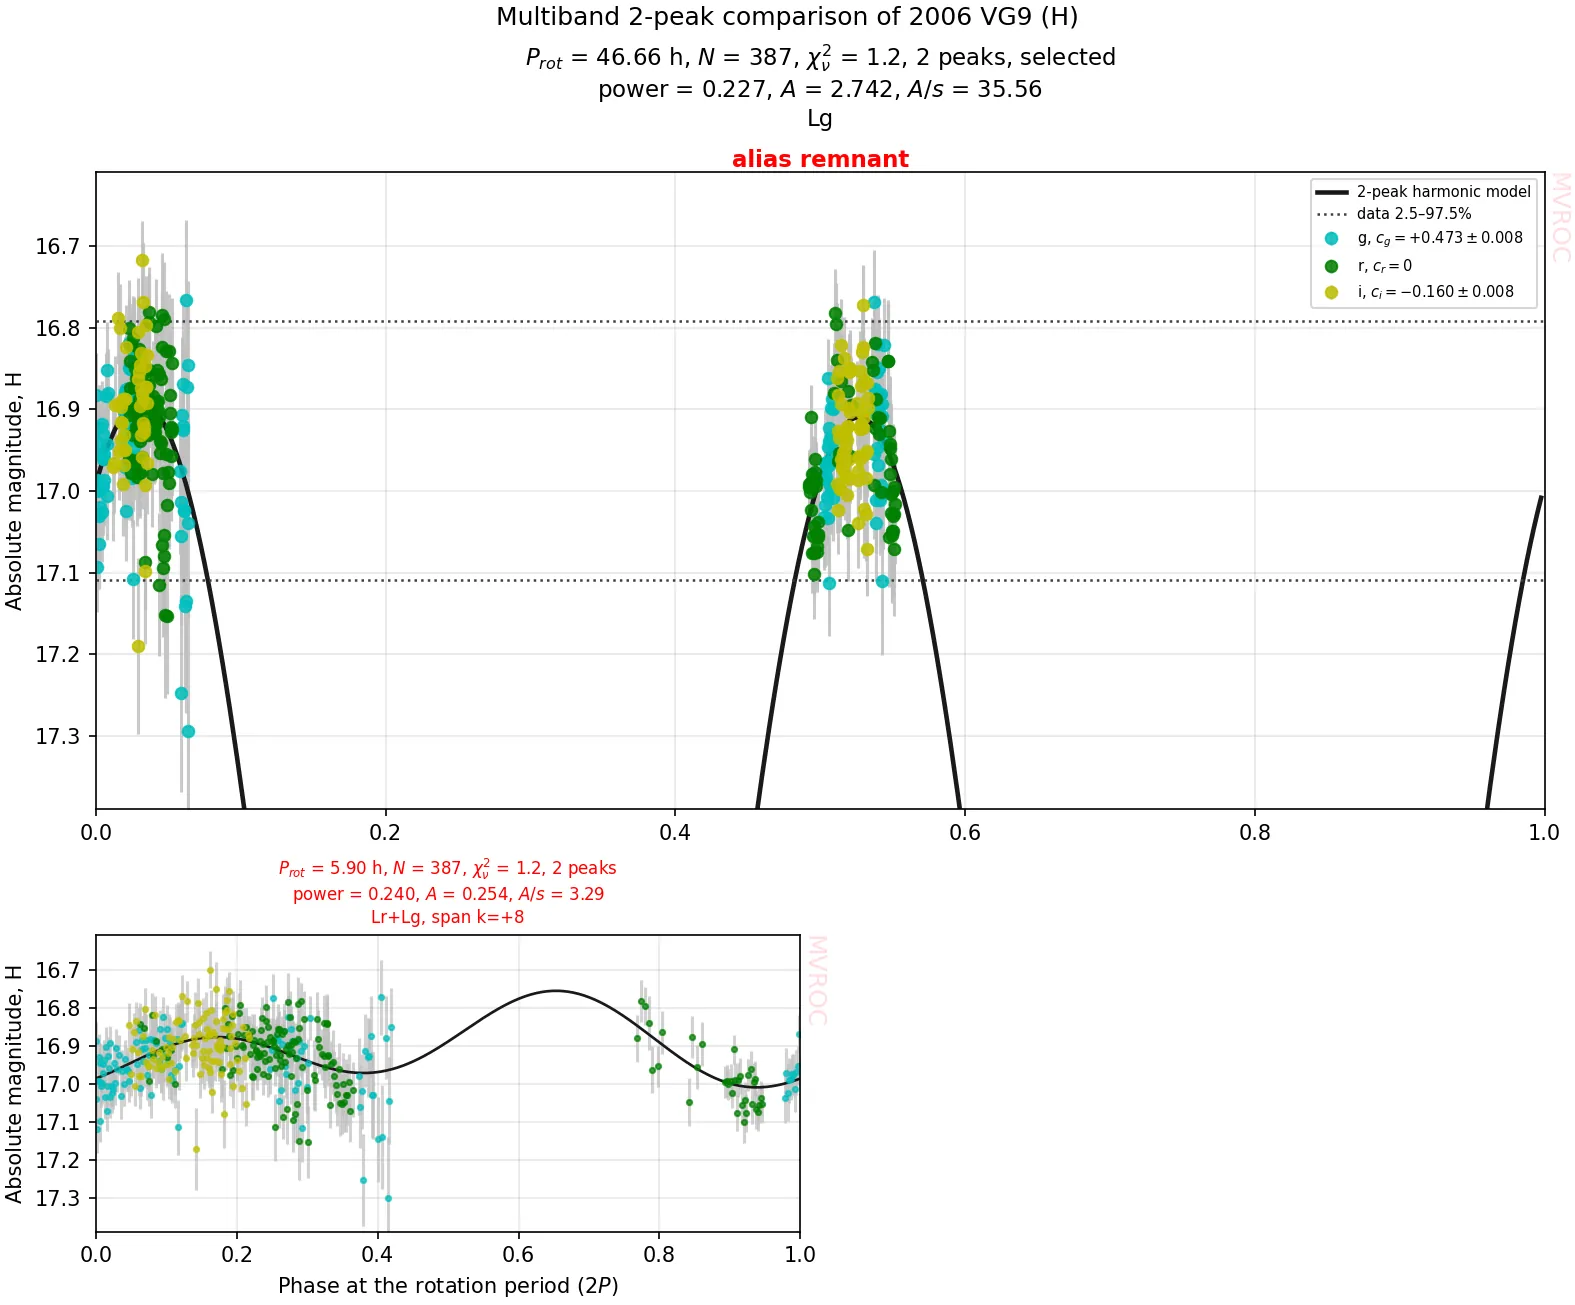 Multiband 2-peak comparison of 2006 VG9 (H)
P_rot = 46.66 h, N = 387, χ²_ν = 1.2, 2 peaks, selected
power = 0.227, A = 2.742, A/s = 35.56
Lg
alias remnant
MVROC
2-peak harmonic model
data 2.5–97.5%
g, c_g = +0.473 ± 0.008
r, c_r = 0
i, c_i = −0.160 ± 0.008
Absolute magnitude, H
16.7
16.8
16.9
17.0
17.1
17.2
17.3
0.0 0.2 0.4 0.6 0.8 1.0
P_rot = 5.90 h, N = 387, χ²_ν = 1.2, 2 peaks
power = 0.240, A = 0.254, A/s = 3.29
Lr+Lg, span k=+8
MVROC
Absolute magnitude, H
16.7
16.8
16.9
17.0
17.1
17.2
17.3
0.0 0.2 0.4 0.6 0.8 1.0
Phase at the rotation period (2P)